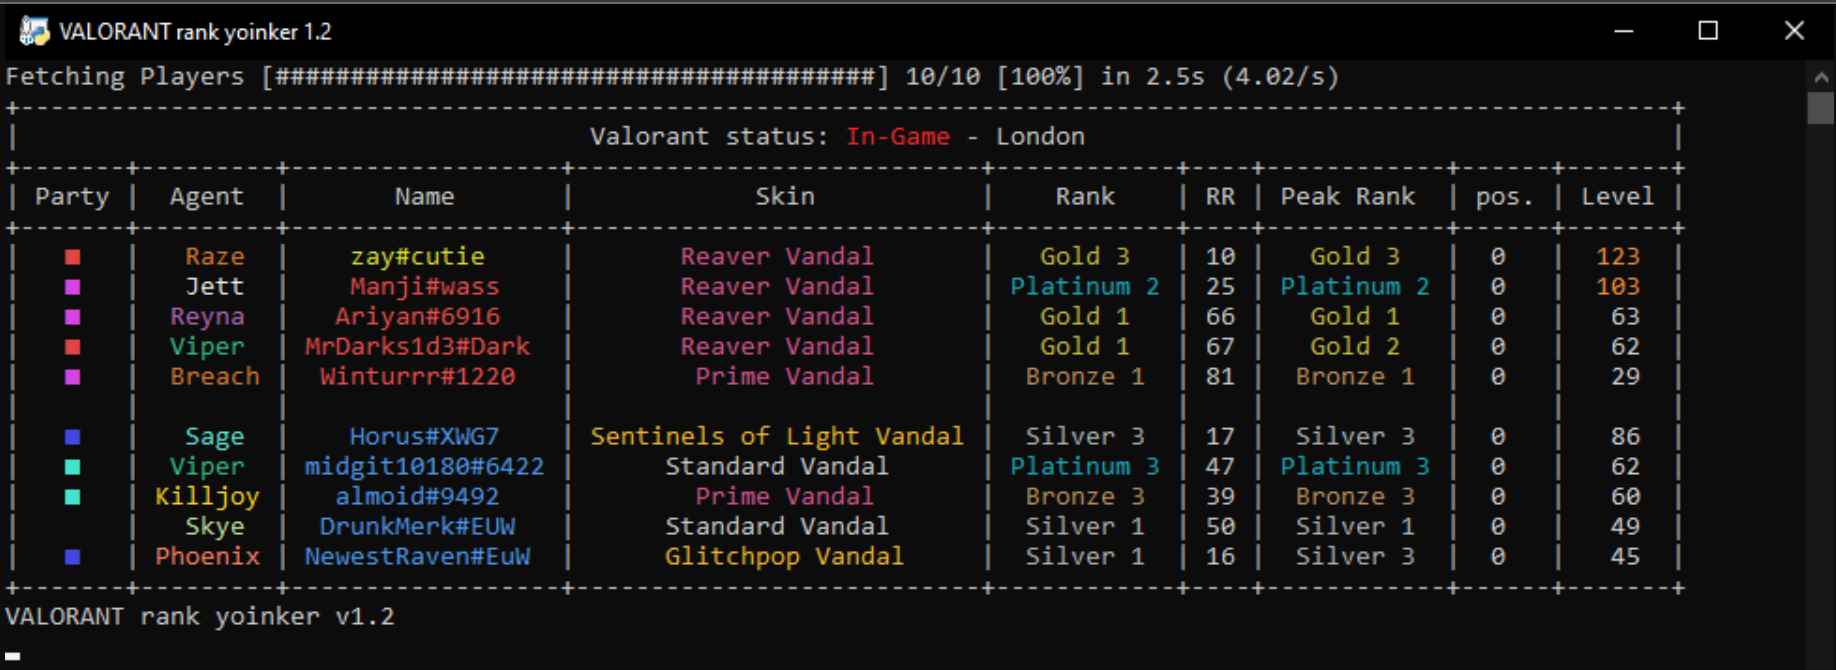 VALORANT rank yoinker 1.2
Fetching Players [########################################] 10/10 [100%] in 2.5s (4.02/s)
Valorant status: In-Game - London
Party | Agent | Name | Skin | Rank | RR | Peak Rank | pos. | Level
■ | Raze | zay#cutie | Reaver Vandal | Gold 3 | 10 | Gold 3 | 0 | 123
■ | Jett | Manji#wass | Reaver Vandal | Platinum 2 | 25 | Platinum 2 | 0 | 103
■ | Reyna | Ariyan#6916 | Reaver Vandal | Gold 1 | 66 | Gold 1 | 0 | 63
■ | Viper | MrDarks1d3#Dark | Reaver Vandal | Gold 1 | 67 | Gold 2 | 0 | 62
■ | Breach | Winturrr#1220 | Prime Vandal | Bronze 1 | 81 | Bronze 1 | 0 | 29
■ | Sage | Horus#XWG7 | Sentinels of Light Vandal | Silver 3 | 17 | Silver 3 | 0 | 86
■ | Viper | midgit10180#6422 | Standard Vandal | Platinum 3 | 47 | Platinum 3 | 0 | 62
■ | Killjoy | almoid#9492 | Prime Vandal | Bronze 3 | 39 | Bronze 3 | 0 | 60
| Skye | DrunkMerk#EUW | Standard Vandal | Silver 1 | 50 | Silver 1 | 0 | 49
■ | Phoenix | NewestRaven#EuW | Glitchpop Vandal | Silver 1 | 16 | Silver 3 | 0 | 45
VALORANT rank yoinker v1.2